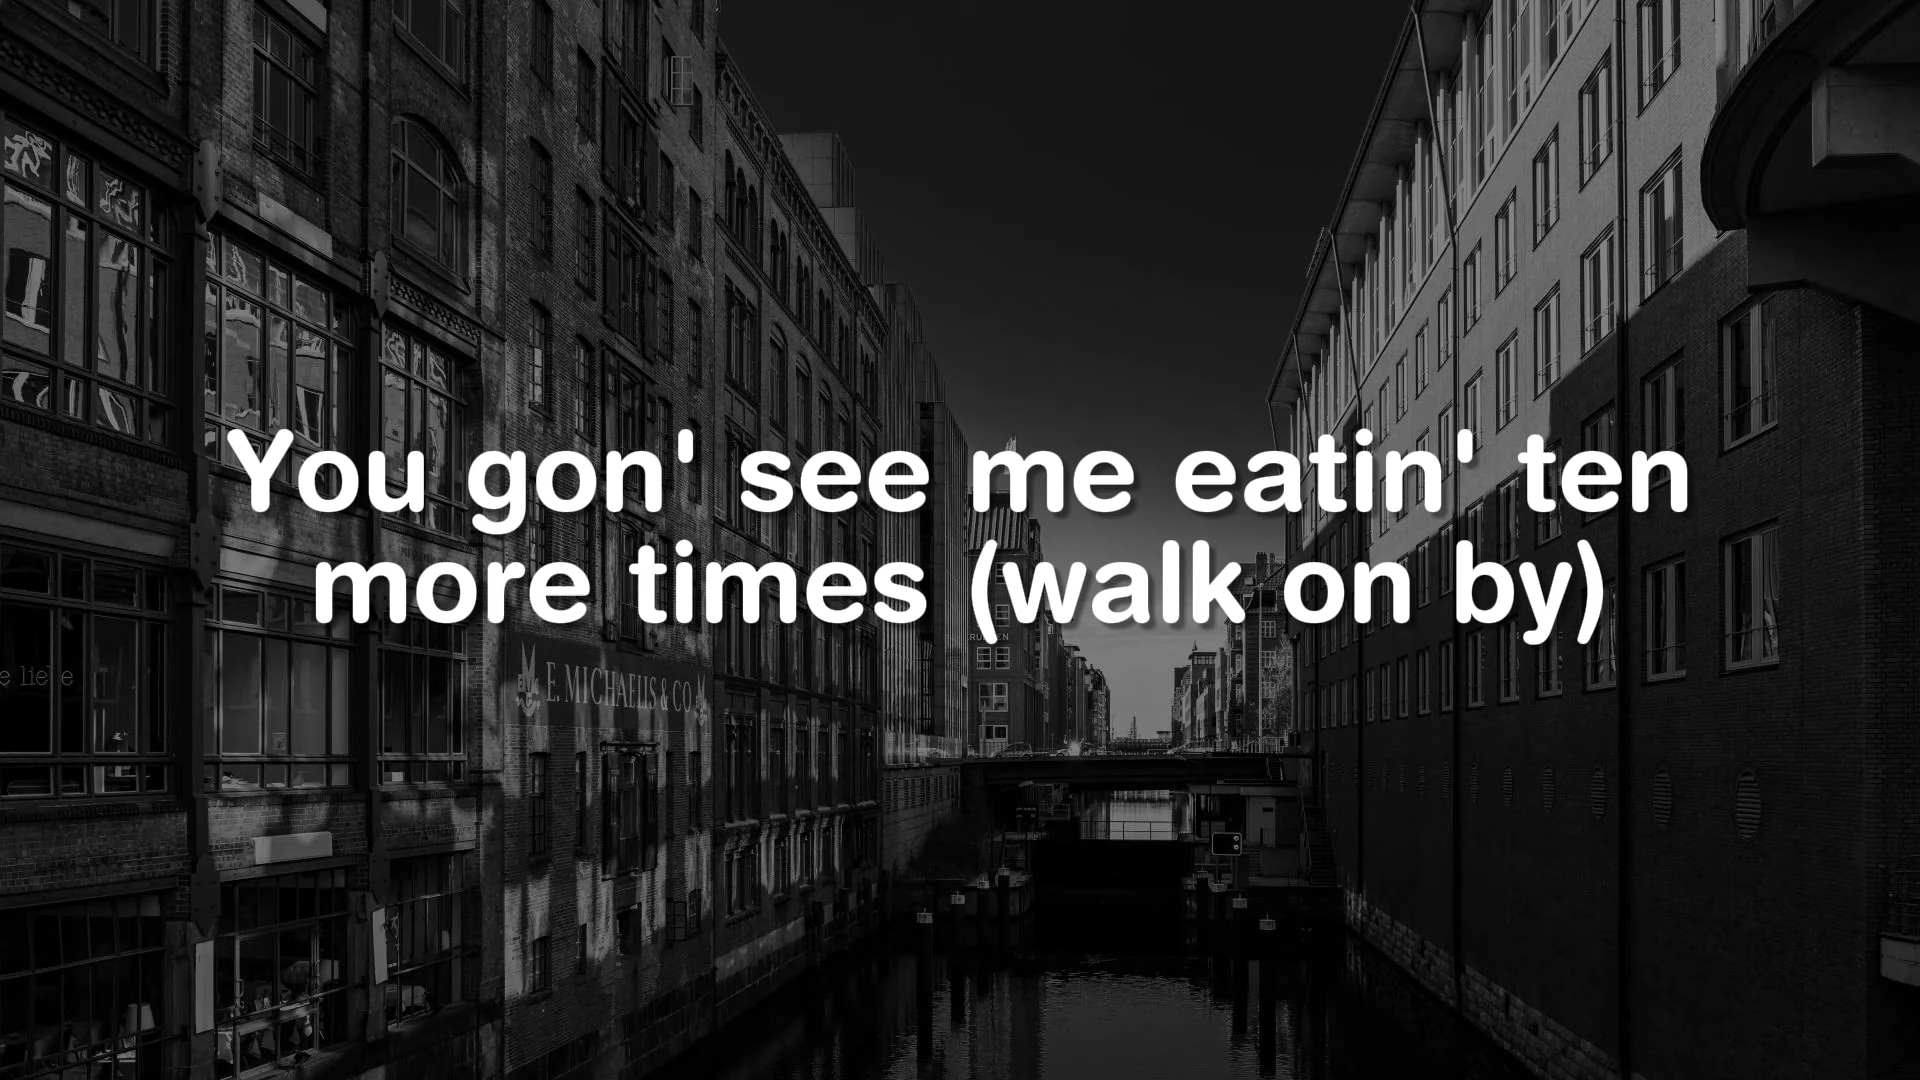 You gon' see me eatin' ten
more times (walk on by)
E. MICHAELIS & CO.